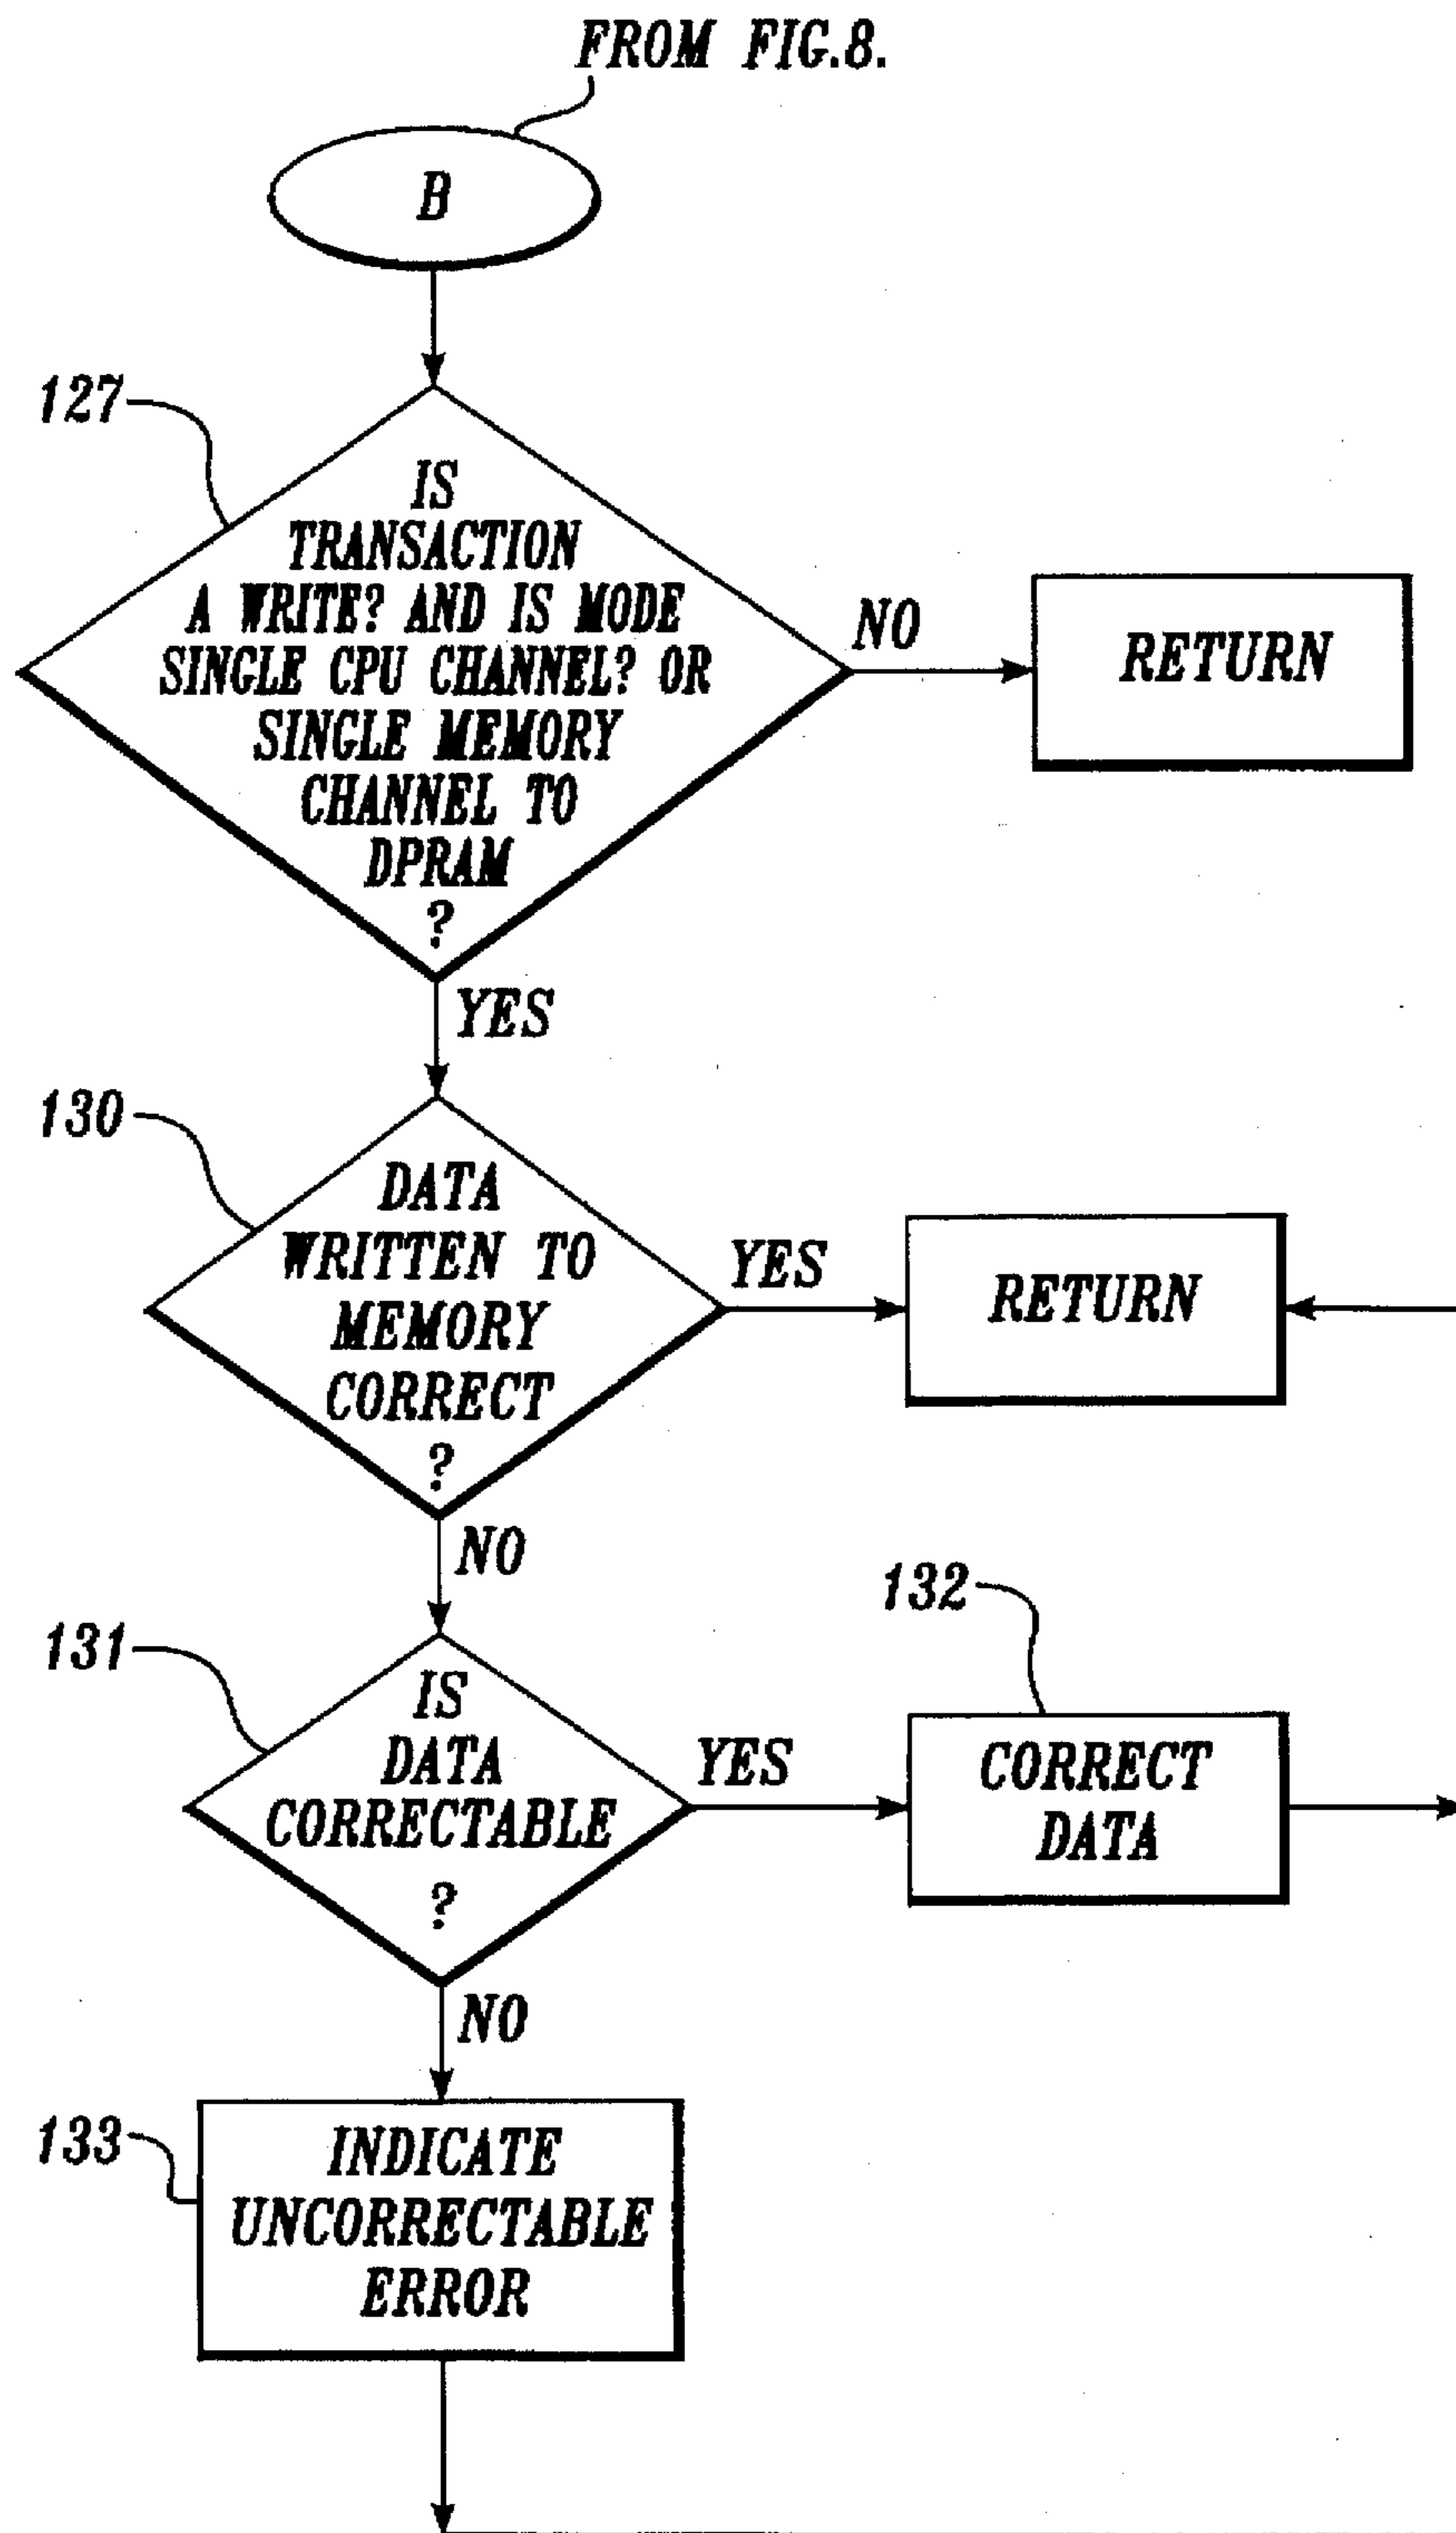 FROM FIG.8.
B
127
IS
TRANSACTION
A WRITE? AND IS MODE
SINGLE CPU CHANNEL? OR
SINGLE MEMORY
CHANNEL TO
DPRAM
?
NO
RETURN
YES
130
DATA
WRITTEN TO
MEMORY
CORRECT
?
YES
RETURN
NO
131
IS
DATA
CORRECTABLE
?
YES
132
CORRECT
DATA
NO
133
INDICATE
UNCORRECTABLE
ERROR